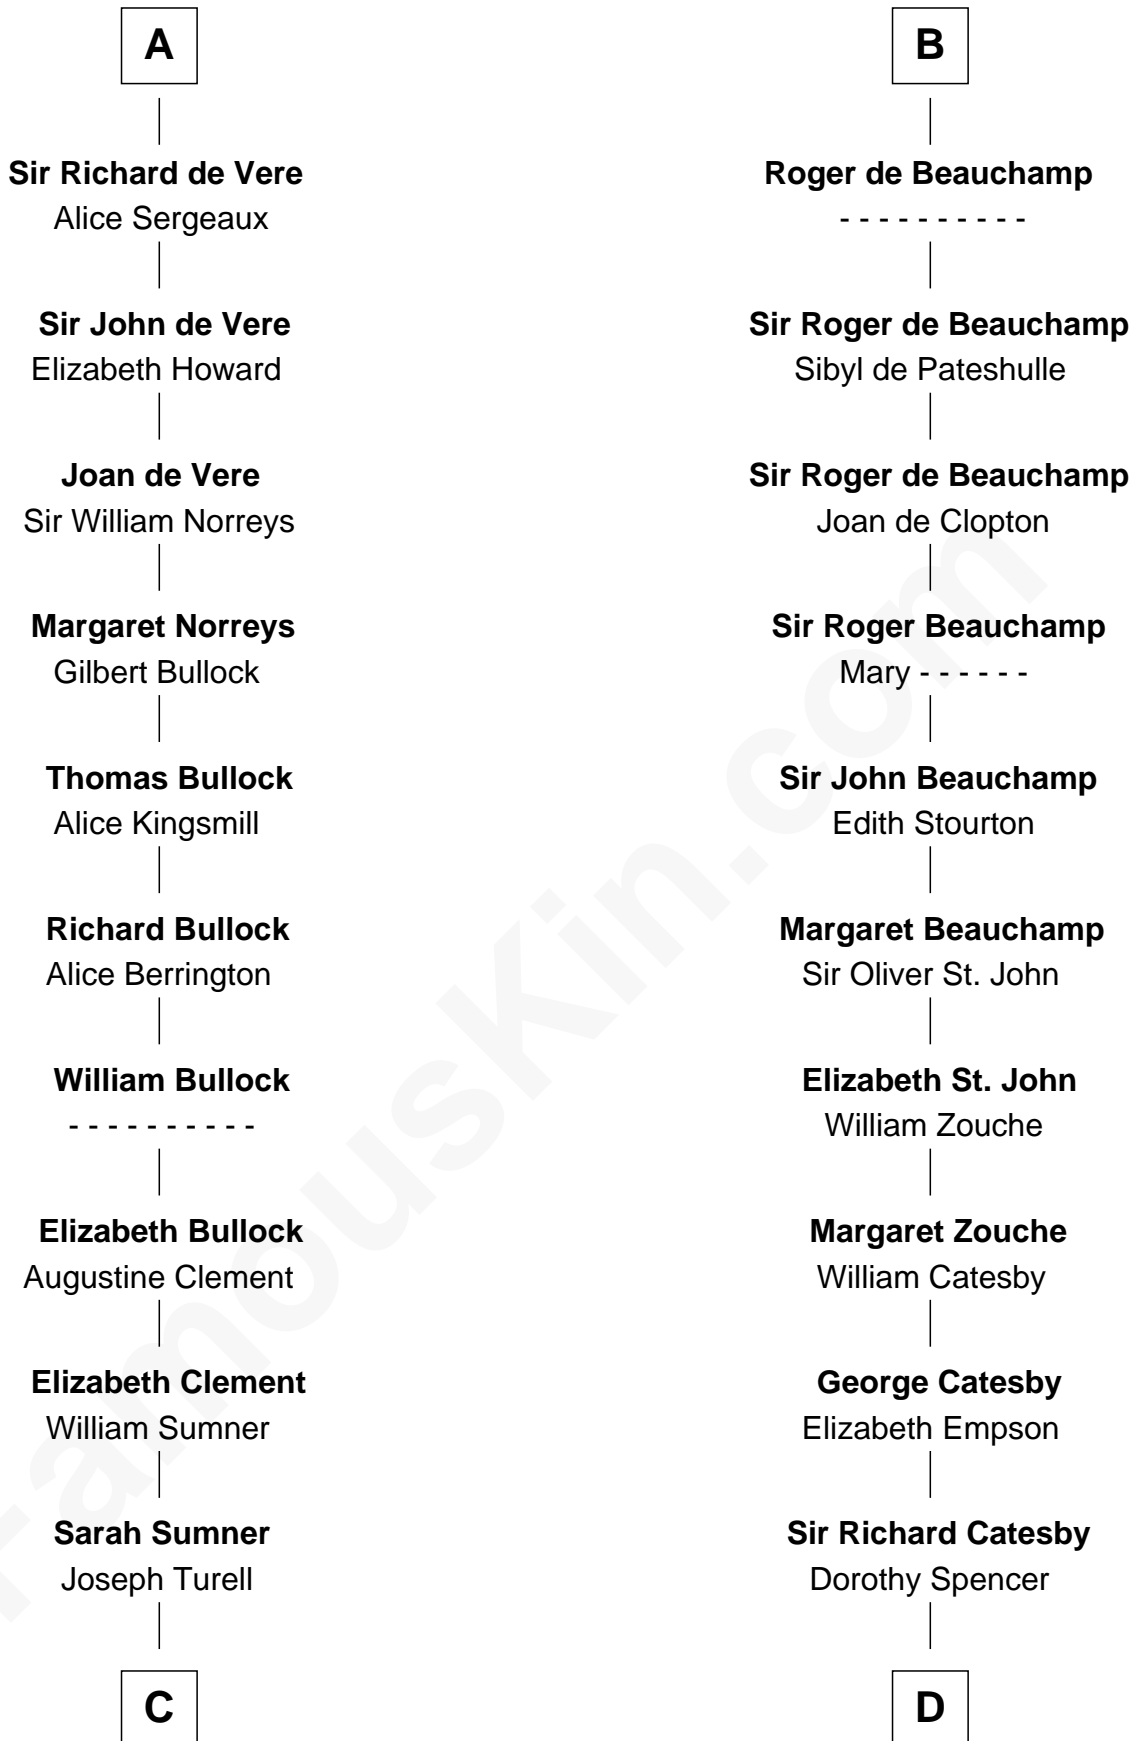 A
Sir Richard de Vere
Alice Sergeaux
Sir John de Vere
Elizabeth Howard
Joan de Vere
Sir William Norreys
Margaret Norreys
Gilbert Bullock
Thomas Bullock
Alice Kingsmill
Richard Bullock
Alice Berrington
William Bullock
- - - - - - - - - -
Elizabeth Bullock
Augustine Clement
Elizabeth Clement
William Sumner
Sarah Sumner
Joseph Turell
C
B
Roger de Beauchamp
- - - - - - - - - -
Sir Roger de Beauchamp
Sibyl de Pateshulle
Sir Roger de Beauchamp
Joan de Clopton
Sir Roger Beauchamp
Mary - - - - - -
Sir John Beauchamp
Edith Stourton
Margaret Beauchamp
Sir Oliver St. John
Elizabeth St. John
William Zouche
Margaret Zouche
William Catesby
George Catesby
Elizabeth Empson
Sir Richard Catesby
Dorothy Spencer
D
FamousKin.com